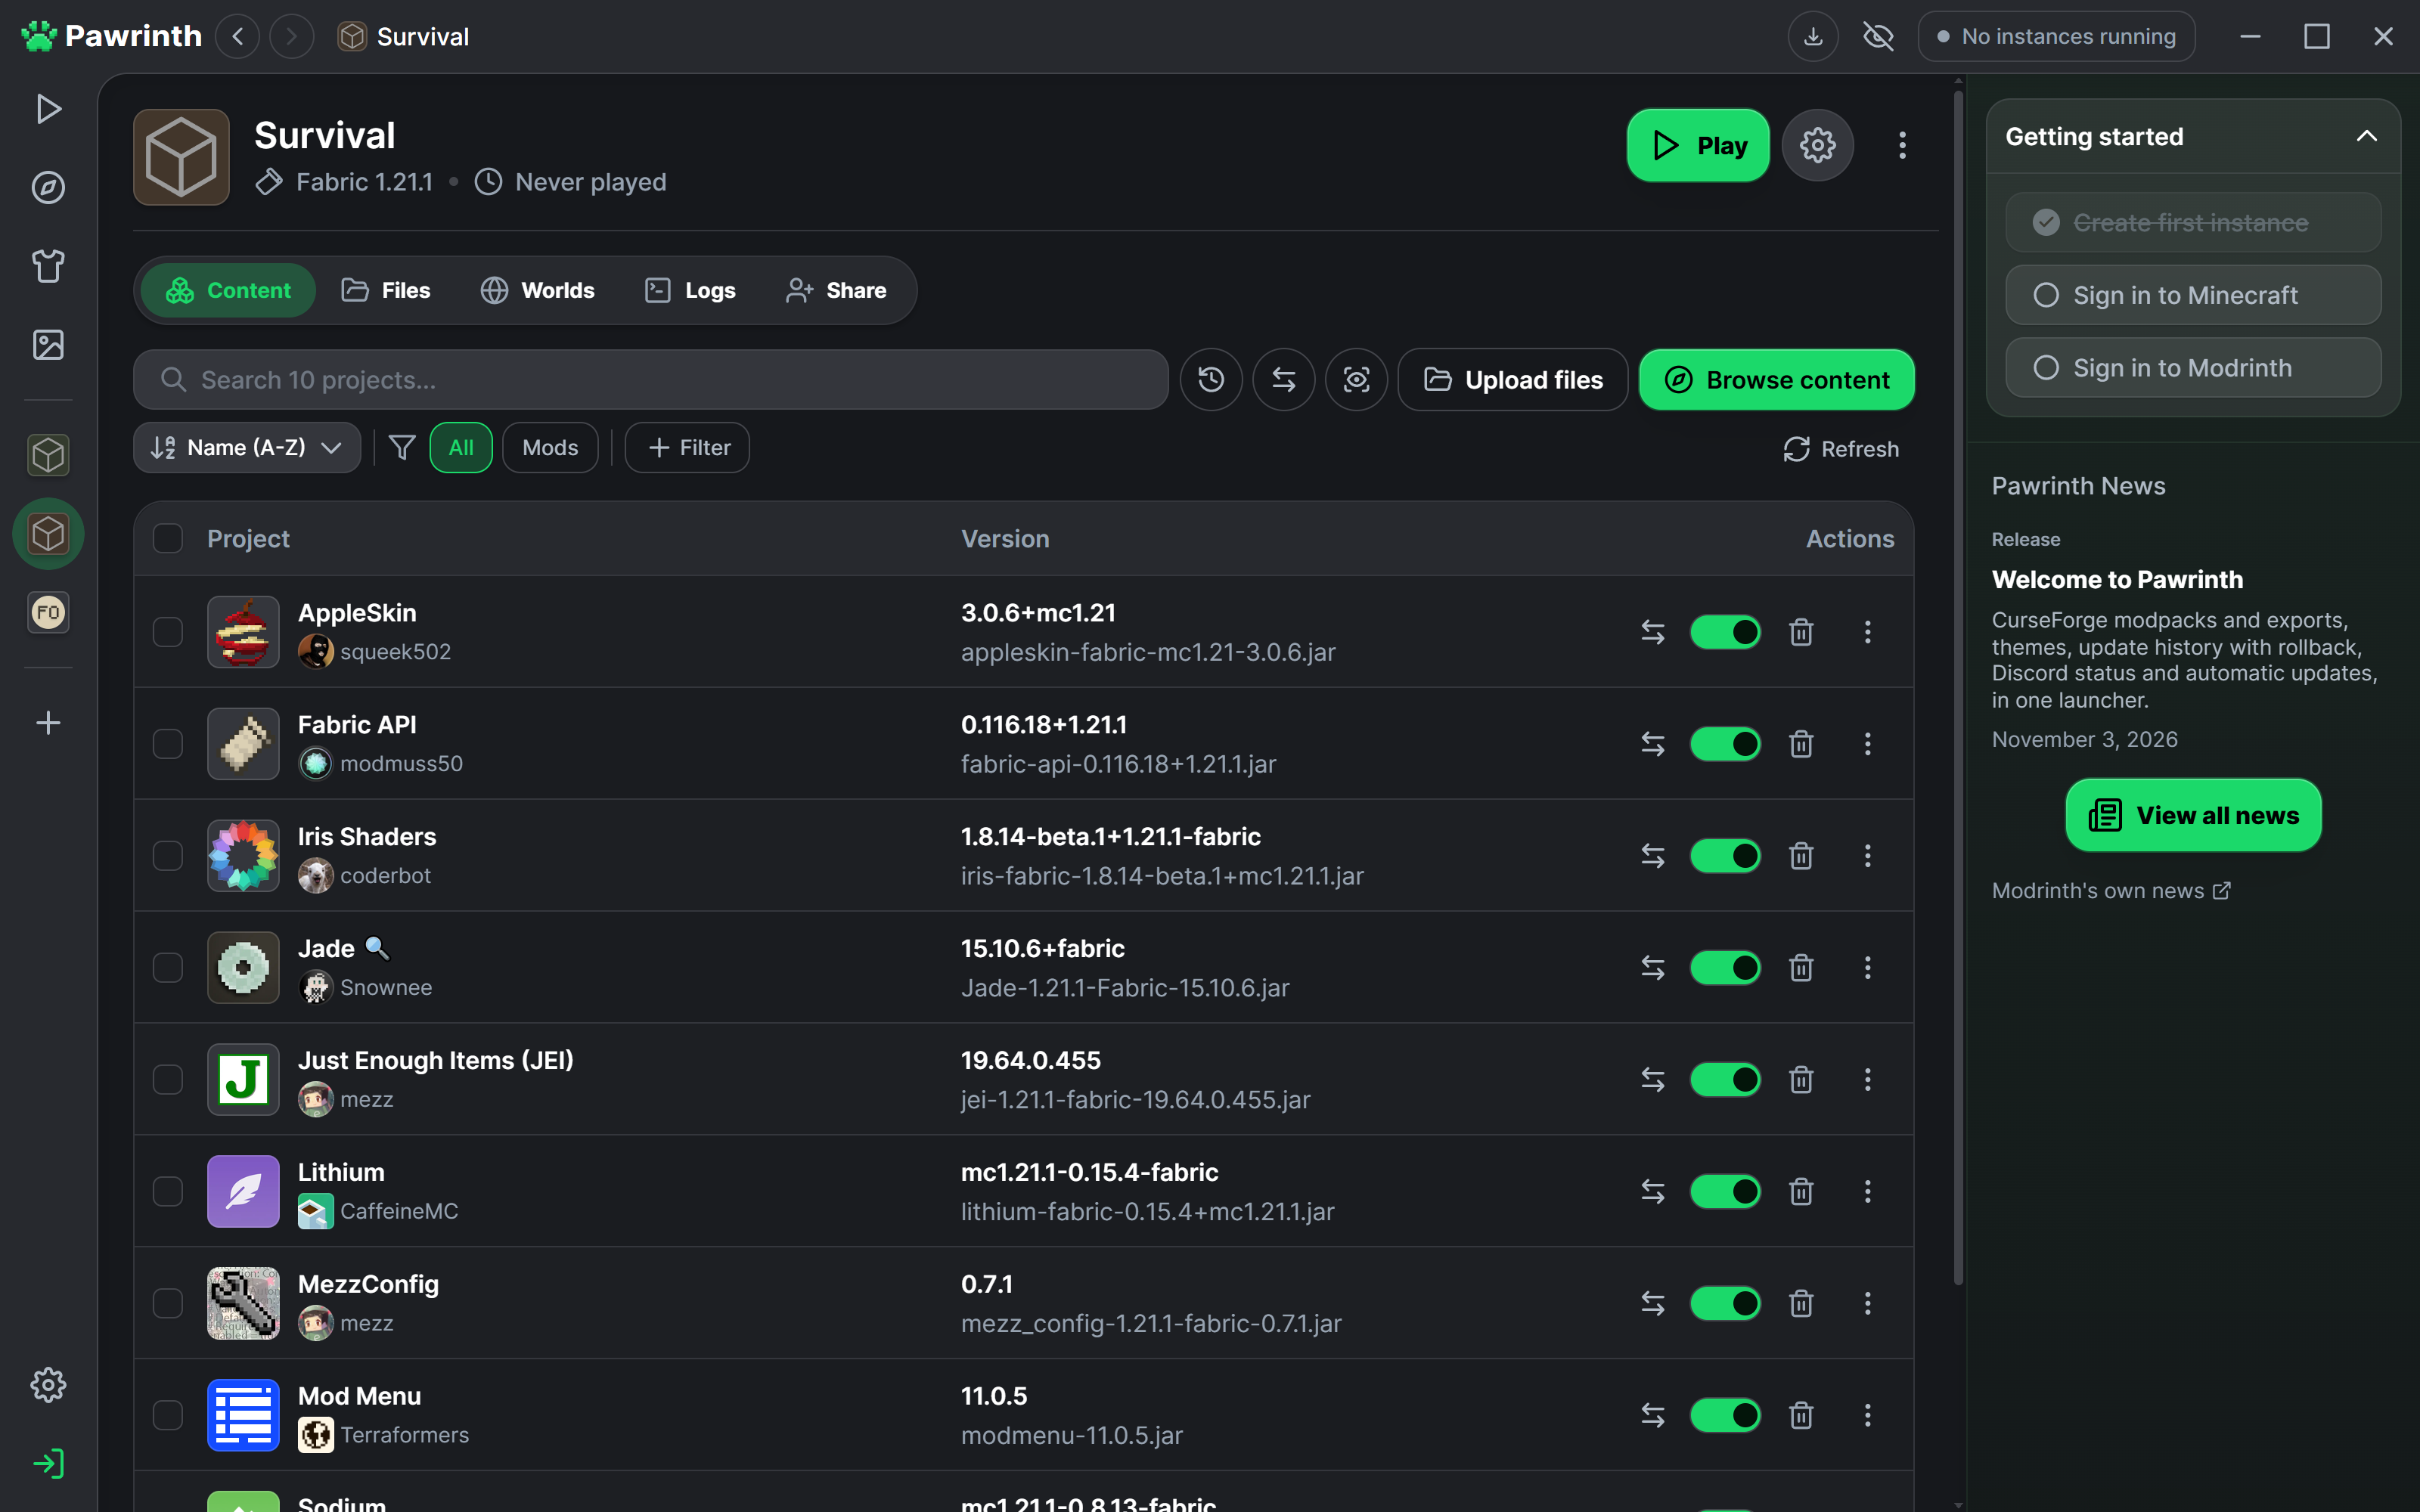 Pawrinth
Survival
No instances running
Survival
Fabric 1.21.1 • Never played
Play
Content
Files
Worlds
Logs
Share
Search 10 projects...
Upload files
Browse content
Name (A-Z)
All
Mods
Filter
Refresh
Project
Version
Actions
AppleSkin
squeek502
3.0.6+mc1.21
appleskin-fabric-mc1.21-3.0.6.jar
Fabric API
modmuss50
0.116.18+1.21.1
fabric-api-0.116.18+1.21.1.jar
Iris Shaders
coderbot
1.8.14-beta.1+1.21.1-fabric
iris-fabric-1.8.14-beta.1+mc1.21.1.jar
Jade 🔍
Snownee
15.10.6+fabric
Jade-1.21.1-Fabric-15.10.6.jar
J
Just Enough Items (JEI)
mezz
19.64.0.455
jei-1.21.1-fabric-19.64.0.455.jar
Lithium
CaffeineMC
mc1.21.1-0.15.4-fabric
lithium-fabric-0.15.4+mc1.21.1.jar
MezzConfig
mezz
0.7.1
mezz_config-1.21.1-fabric-0.7.1.jar
Mod Menu
Terraformers
11.0.5
modmenu-11.0.5.jar
Sodium
mc1.21.1-0.8.13-fabric
FO
Getting started
Create first instance
Sign in to Minecraft
Sign in to Modrinth
Pawrinth News
Release
Welcome to Pawrinth
CurseForge modpacks and exports,
themes, update history with rollback,
Discord status and automatic updates,
in one launcher.
November 3, 2026
View all news
Modrinth's own news